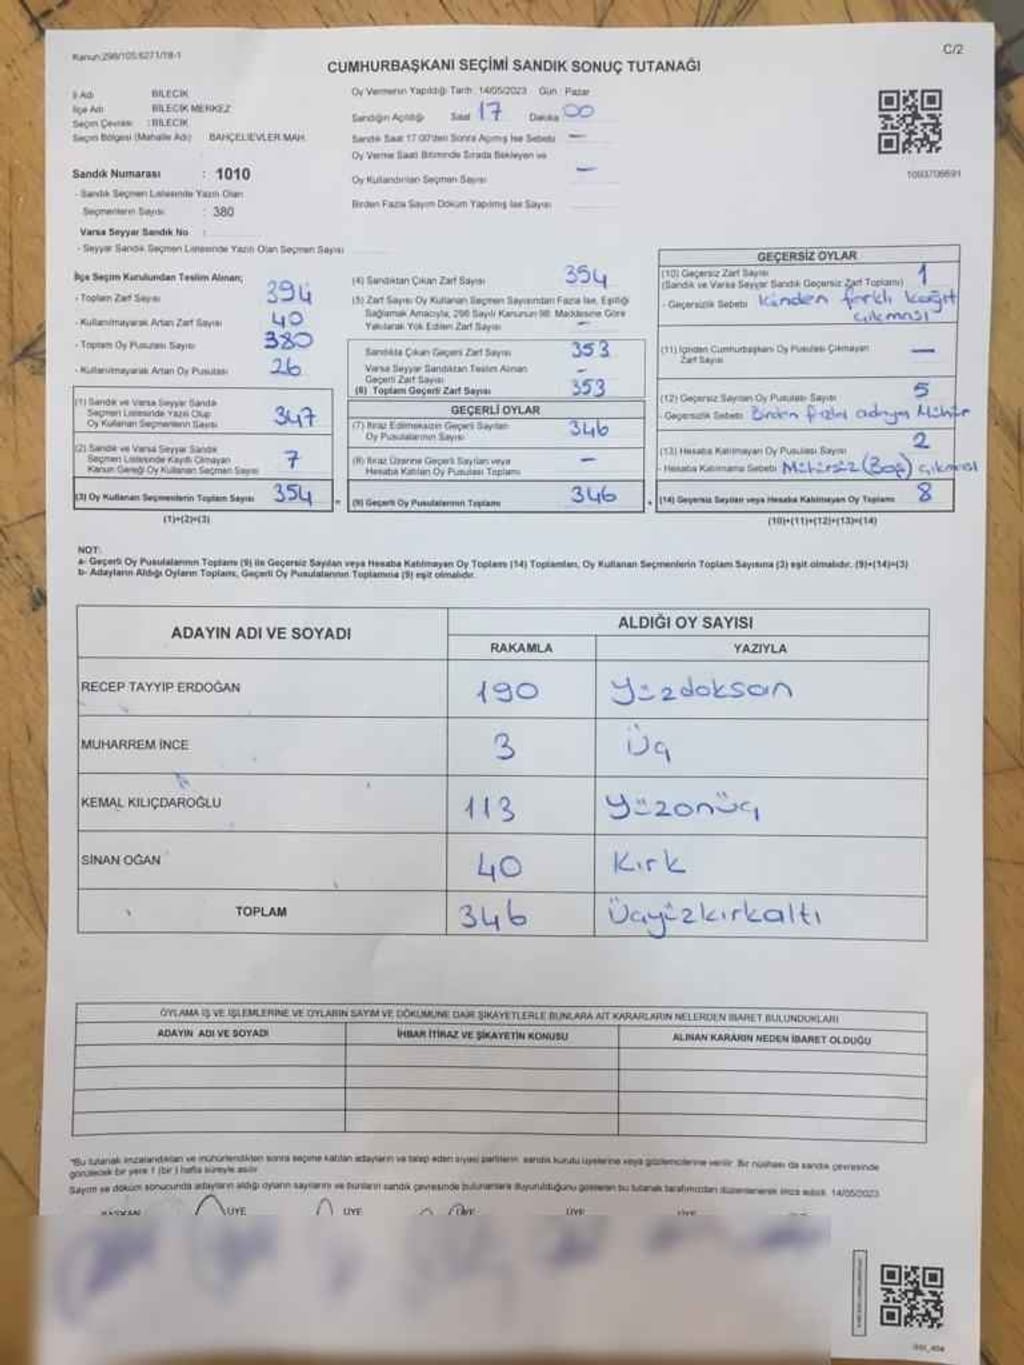 Kanun:298/105:6271/18-1
C/2
CUMHURBAŞKANI SEÇİMİ SANDIK SONUÇ TUTANAĞI
İl Adı BİLECİK
İlçe Adı BİLECİK MERKEZ
Seçim Çevresi : BİLECİK
Seçim Bölgesi (Mahalle Adı) BAHÇELİEVLER MAH.
Sandık Numarası : 1010
- Sandık Seçmen Listesinde Yazılı Olan
Seçmenlerin Sayısı : 380
Varsa Seyyar Sandık No :
- Seyyar Sandık Seçmen Listesinde Yazılı Olan Seçmen Sayısı
Oy Vermenin Yapıldığı Tarih : 14/05/2023 Gün : Pazar
Sandığın Açıldığı Saat 17 Dakika 00
Sandık Saat 17.00'den Sonra Açılmış İse Sebebi —
Oy Verme Saati Bitiminde Sırada Bekleyen ve
Oy Kullandırılan Seçmen Sayısı —
Birden Fazla Sayım Döküm Yapılmış İse Sayısı
1093706691
İlçe Seçim Kurulundan Teslim Alınan;
- Toplam Zarf Sayısı 394
- Kullanılmayarak Artan Zarf Sayısı 40
- Toplam Oy Pusulası Sayısı 380
- Kullanılmayarak Artan Oy Pusulası 26
(1) Sandık ve Varsa Seyyar Sandık
Seçmen Listesinde Yazılı Olup
Oy Kullanan Seçmenlerin Sayısı 347
(2) Sandık ve Varsa Seyyar Sandık
Seçmen Listesinde Kayıtlı Olmayan
Kanun Gereği Oy Kullanan Seçmen Sayısı 7
(3) Oy Kullanan Seçmenlerin Toplam Sayısı 354 =
(1)+(2)=(3)
(4) Sandıktan Çıkan Zarf Sayısı 354
(5) Zarf Sayısı Oy Kullanan Seçmen Sayısından Fazla İse, Eşitliği
Sağlamak Amacıyla, 298 Sayılı Kanunun 98. Maddesine Göre
Yakılarak Yok Edilen Zarf Sayısı —
Sandıkta Çıkan Geçerli Zarf Sayısı 353
Varsa Seyyar Sandıktan Teslim Alınan
Geçerli Zarf Sayısı -
(6) Toplam Geçerli Zarf Sayısı 353
GEÇERLİ OYLAR
(7) İtiraz Edilmeksizin Geçerli Sayılan
Oy Pusulalarının Sayısı 346
(8) İtiraz Üzerine Geçerli Sayılan veya
Hesaba Katılan Oy Pusulası Toplamı —
(9) Geçerli Oy Pusulalarının Toplamı 346 +
GEÇERSİZ OYLAR
(10) Geçersiz Zarf Sayısı
(Sandık ve Varsa Seyyar Sandık Geçersiz Zarf Toplamı) 1
- Geçersizlik Sebebi İçinden farklı kağıt
çıkması
(11) İçinden Cumhurbaşkanı Oy Pusulası Çıkmayan
Zarf Sayısı —
(12) Geçersiz Sayılan Oy Pusulası Sayısı 5
- Geçersizlik Sebebi Birden fazla adaya Mühür
(13) Hesaba Katılmayan Oy Pusulası Sayısı 2
- Hesaba Katılmama Sebebi Mühürsüz (Boş) çıkması
(14) Geçersiz Sayılan veya Hesaba Katılmayan Oy Toplamı 8
(10)+(11)+(12)+(13)=(14)
NOT:
a- Geçerli Oy Pusulalarının Toplamı (9) ile Geçersiz Sayılan veya Hesaba Katılmayan Oy Toplamı (14) Toplamları, Oy Kullanan Seçmenlerin Toplam Sayısına (3) eşit olmalıdır. (9)+(14)=(3)
b- Adayların Aldığı Oyların Toplamı, Geçerli Oy Pusulalarının Toplamına (9) eşit olmalıdır.
ADAYIN ADI VE SOYADI ALDIĞI OY SAYISI
RAKAMLA YAZIYLA
RECEP TAYYIP ERDOĞAN 190 Yüzdoksan
MUHARREM İNCE 3 Üç
KEMAL KILIÇDAROĞLU 113 Yüzonüç
SİNAN OĞAN 40 Kırk
TOPLAM 346 Üçyüzkırkaltı
OYLAMA İŞ VE İŞLEMLERİNE VE OYLARIN SAYIM VE DÖKÜMÜNE DAİR ŞİKAYETLERLE BUNLARA AİT KARARLARIN NELERDEN İBARET BULUNDUKLARI
ADAYIN ADI VE SOYADI İHBAR İTİRAZ VE ŞİKAYETİN KONUSU ALINAN KARARIN NEDEN İBARET OLDUĞU
*Bu tutanak imzalandıktan ve mühürlendikten sonra seçime katılan adayların ve talep eden siyasi partilerin sandık kurulu üyelerine veya gözlemcilerine verilir. Bir nüshası da sandık çevresinde
görülecek bir yere 1 (bir) hafta süreyle asılır.
Sayım ve döküm sonucunda adayların aldığı oyların sayılarını ve bunların sandık çevresinde bulunanlara duyurulduğunu gösteren bu tutanak tarafımızdan düzenlenerek imza edildi. 14/05/2023
BAŞKAN ÜYE ÜYE ÜYE ÜYE ÜYE